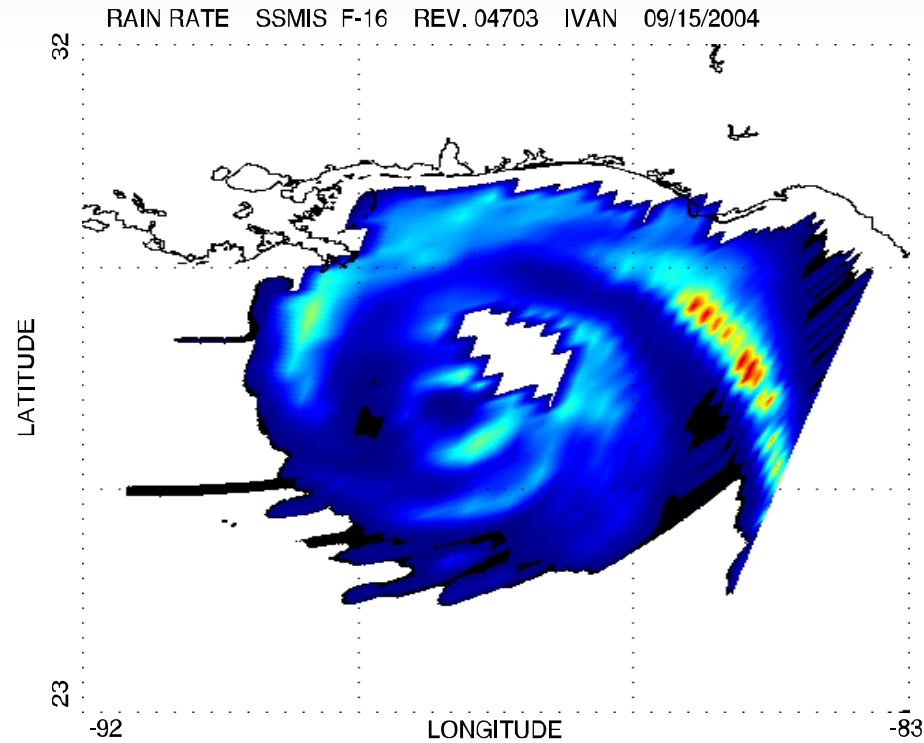 RAIN RATE SSMIS F-16 REV. 04703 IVAN 09/15/2004
32
LATITUDE
23
-92 LONGITUDE -83